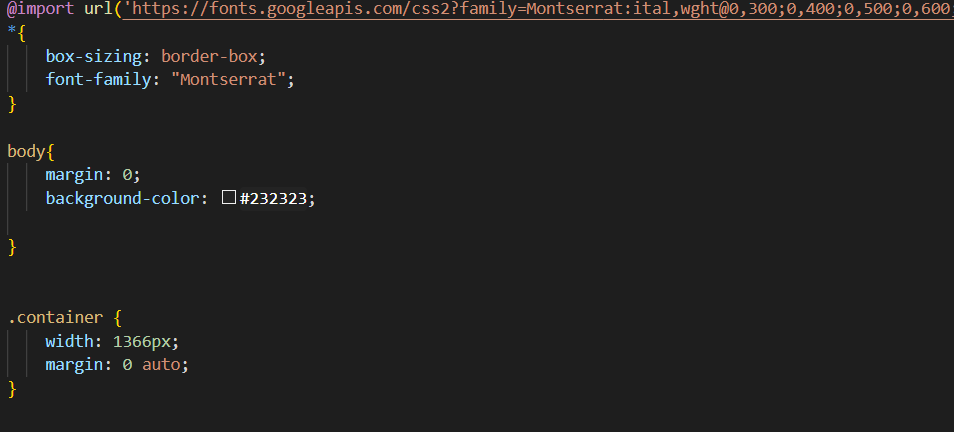 @import url('https://fonts.googleapis.com/css2?family=Montserrat:ital,wght@0,300;0,400;0,500;0,600;
*{
box-sizing: border-box;
font-family: "Montserrat";
}
body{
margin: 0;
background-color: #232323;
}
.container {
width: 1366px;
margin: 0 auto;
}